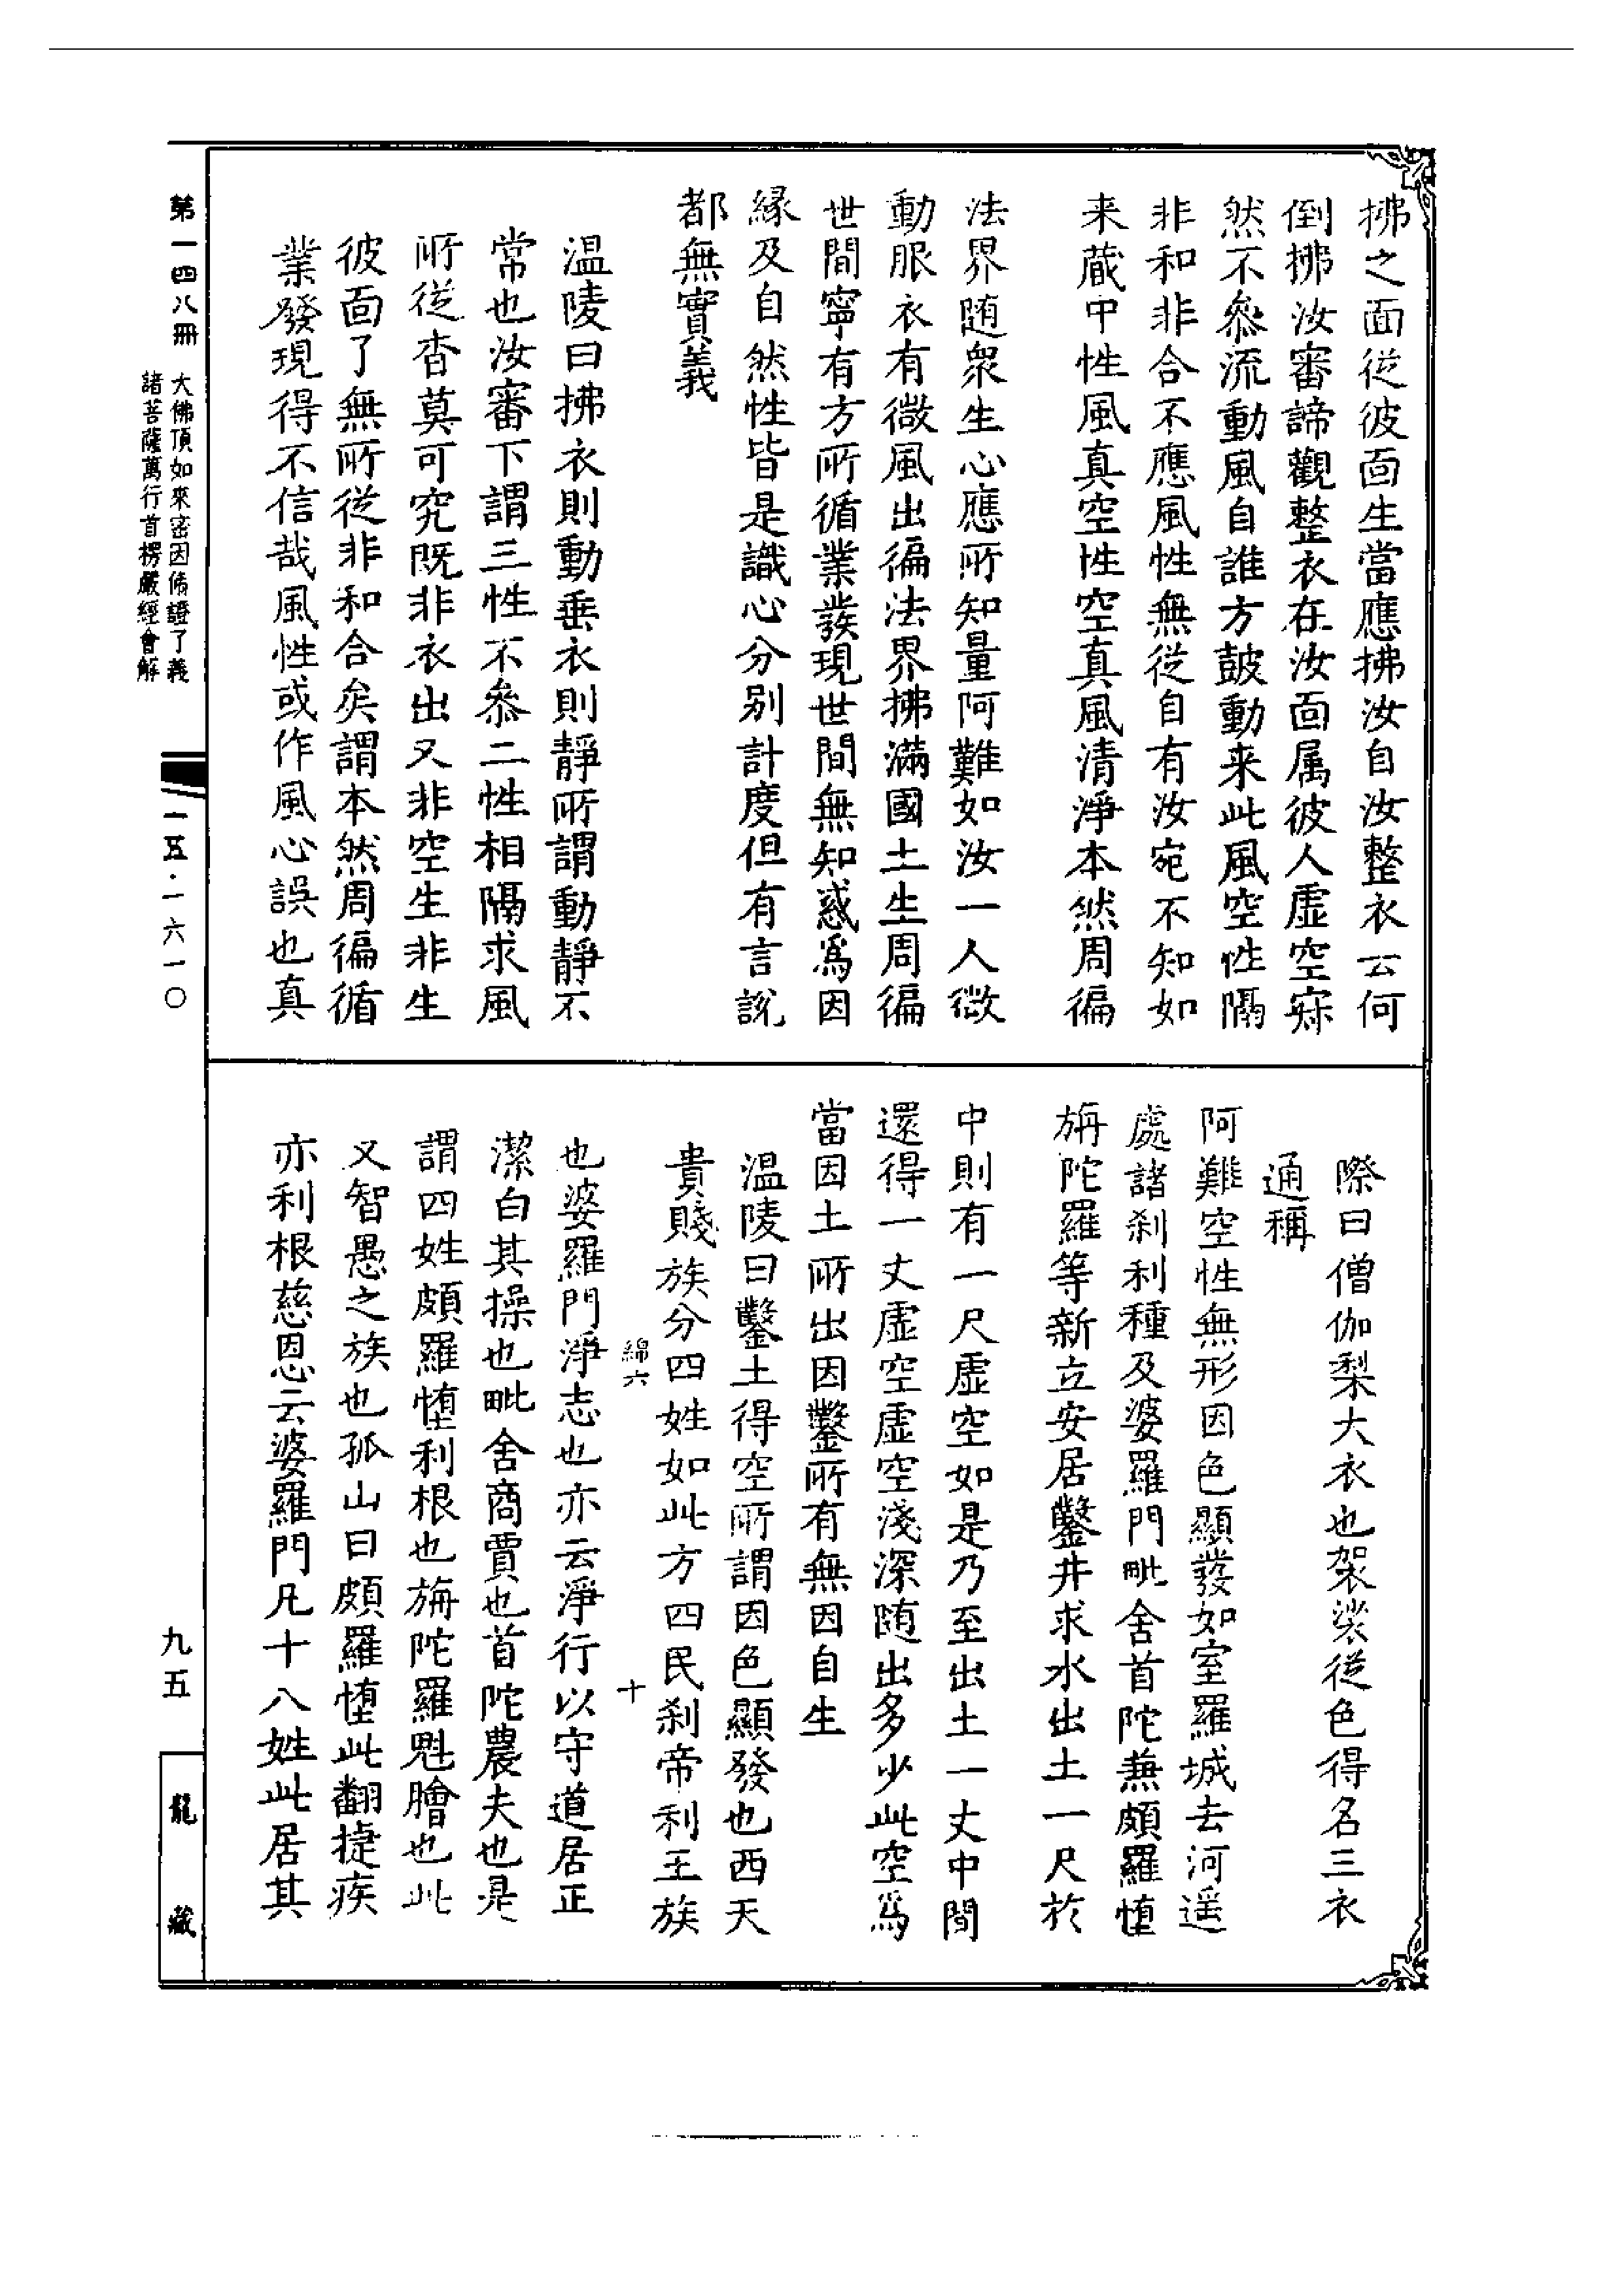 拂之面從彼面生當應拂汝自汝整衣云何
倒拂汝審諦觀整衣在汝面属彼人虛空寂
然不參流動風自誰方鼓動来此風空性隔
非和非合不應風性無從自有汝宛不知如
来蔵中性風真空性空真風清淨本然周徧
法界随衆生心應所知量阿難如汝一人微
動服衣有微風出徧法界拂滿國土生周徧
世間寧有方所循業發現世間無知惑為因
緣及自然性皆是識心分别計度但有言說
都無實義
温陵曰拂衣則動垂衣則靜所謂動靜不
常也汝審下謂三性不參二性相隔求風
所從杳莫可究既非衣出又非空生非生
彼面了無所從非和合矣謂本然周徧循
業發現得不信哉風性或作風心誤也真
際曰僧伽梨大衣也袈裟從色得名三衣
通稱
阿難空性無形因色顯發如室羅城去河遥
處諸刹利種及婆羅門毗舍首陀兼頗羅墮
旃陀羅等新立安居鑿井求水出土一尺於
中則有一尺虛空如是乃至出土一丈中間
還得一丈虛空虛空淺深随出多少此空為
當因土所出因鑿所有無因自生
温陵曰鑿土得空所謂因色顯發也西天
貴賤族分四姓如此方四民刹帝利王族
綿六
十
也婆羅門淨志也亦云淨行以守道居正
潔白其操也毗舍商賈也首陀農夫也是
謂四姓頗羅墮利根也旃陀羅魁膾也此
又智愚之族也孤山曰頗羅墮此翻捷疾
亦利根慈恩云婆羅門凡十八姓此居其
第一四八冊
大佛頂如來密因脩證了義
諸菩薩萬行首楞嚴經會解
一五·一六一〇
九五
龍藏